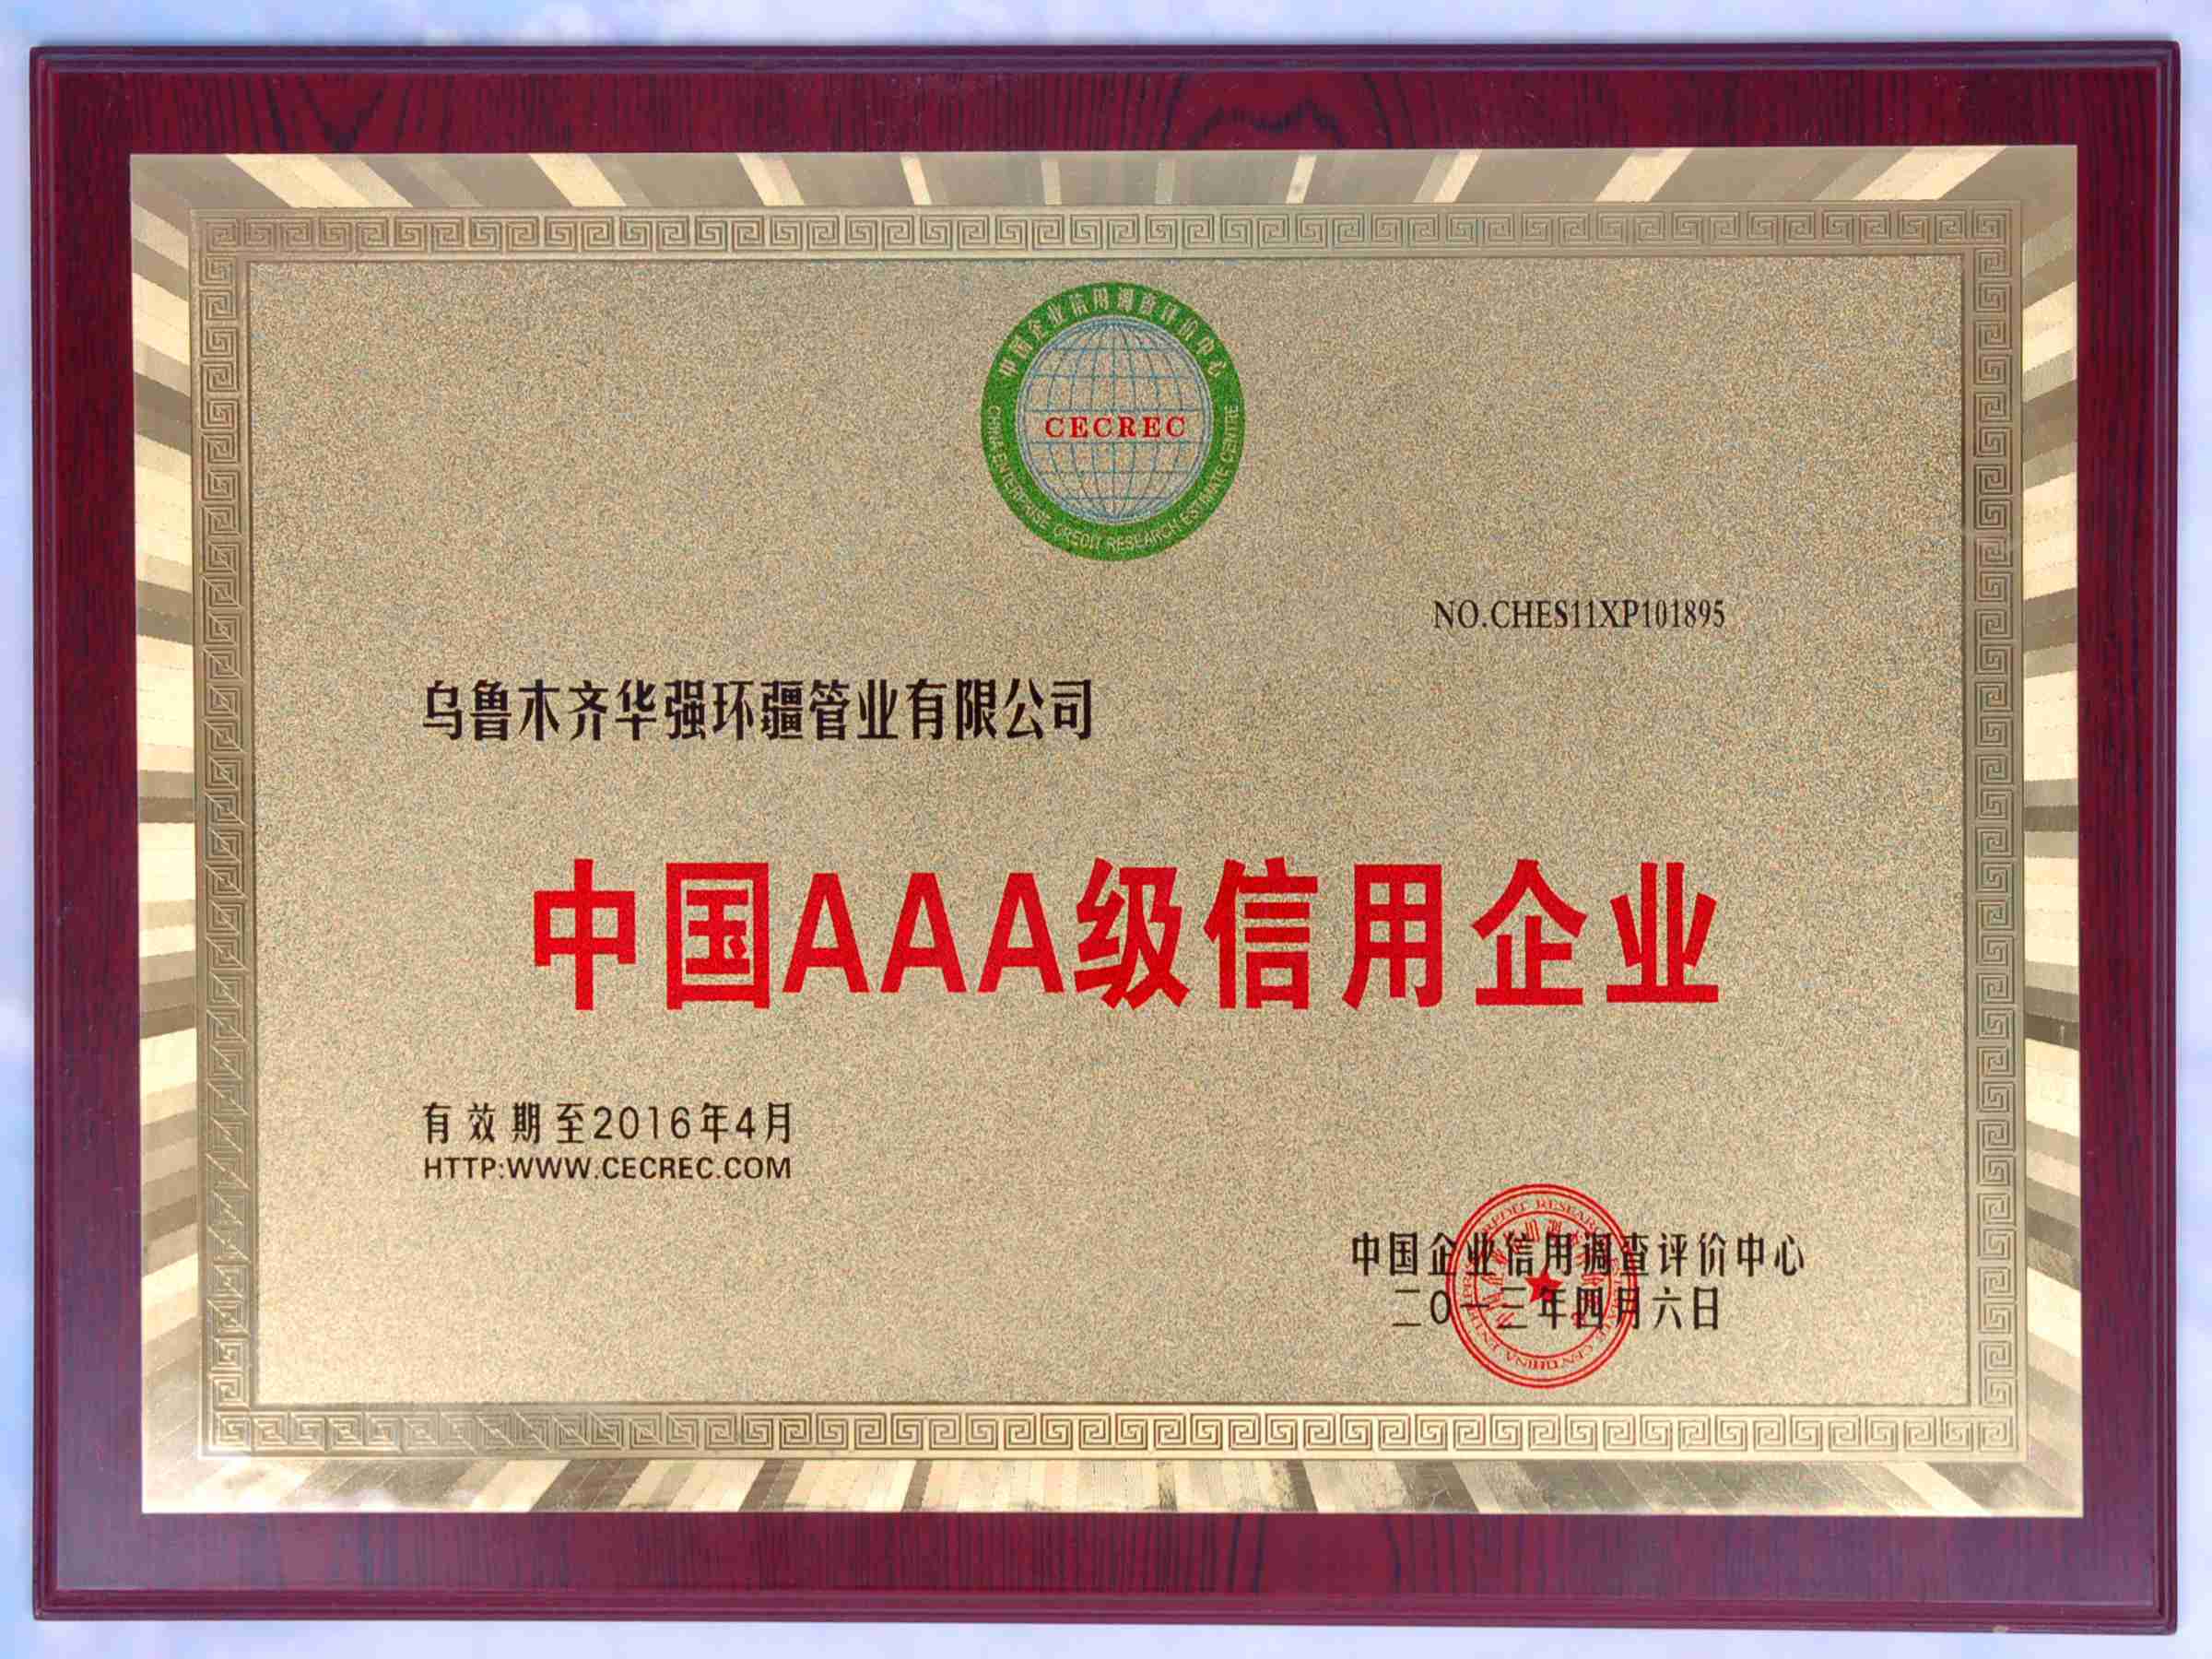 中国企业信用调查评价中心
CECREC
CHINA ENTERPRISE CREDIT RESEARCH ESTIMATE CENTRE
NO.CHES11XP101895
乌鲁木齐华强环疆管业有限公司
中国AAA级信用企业
有效期至2016年4月
HTTP:WWW.CECREC.COM
中国企业信用调查评价中心
二0一三年四月六日